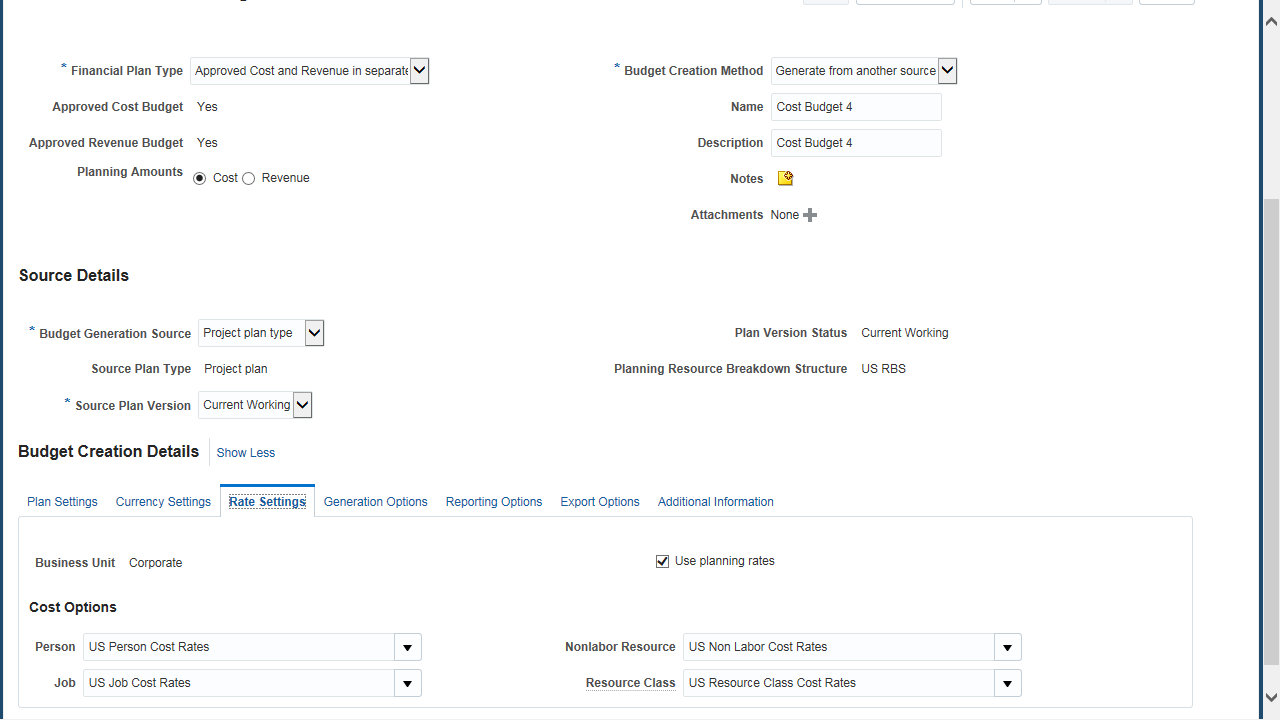 * Financial Plan Type Approved Cost and Revenue in separate
* Budget Creation Method Generate from another source
Approved Cost Budget Yes
Name Cost Budget 4
Approved Revenue Budget Yes
Description Cost Budget 4
Planning Amounts Cost Revenue
Notes
Attachments None
Source Details
* Budget Generation Source Project plan type
Plan Version Status Current Working
Source Plan Type Project plan
Planning Resource Breakdown Structure US RBS
* Source Plan Version Current Working
Budget Creation Details Show Less
Plan Settings Currency Settings Rate Settings Generation Options Reporting Options Export Options Additional Information
Business Unit Corporate
Use planning rates
Cost Options
Person US Person Cost Rates
Nonlabor Resource US Non Labor Cost Rates
Job US Job Cost Rates
Resource Class US Resource Class Cost Rates